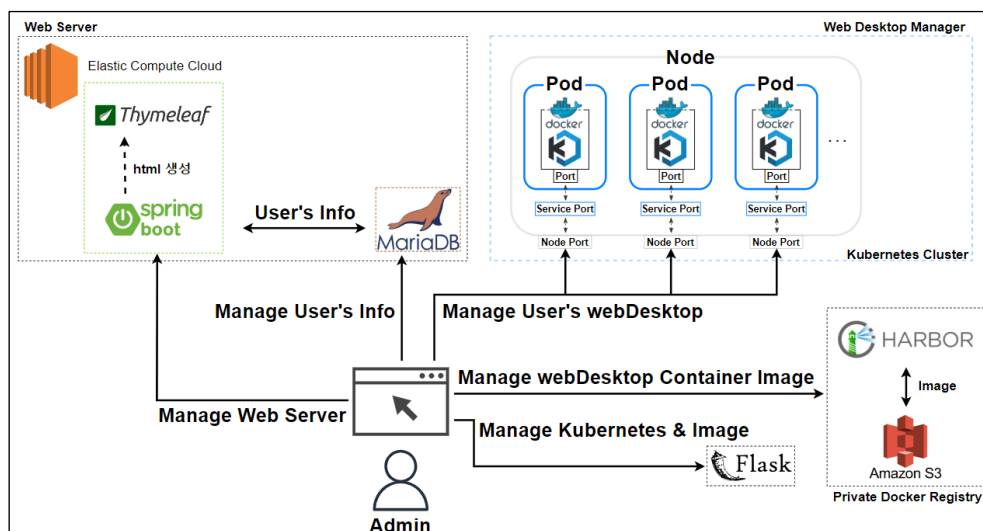 Web Server
Elastic Compute Cloud
Thymeleaf
html 생성
spring
boot
User's Info
MariaDB
Web Desktop Manager
Node
Pod
Pod
Pod
docker
docker
docker
. . .
Port
Port
Port
Service Port
Service Port
Service Port
Node Port
Node Port
Node Port
Kubernetes Cluster
Manage User's Info
Manage User's webDesktop
HARBOR
Image
Amazon S3
Private Docker Registry
Manage webDesktop Container Image
Manage Web Server
Manage Kubernetes & Image
Flask
Admin